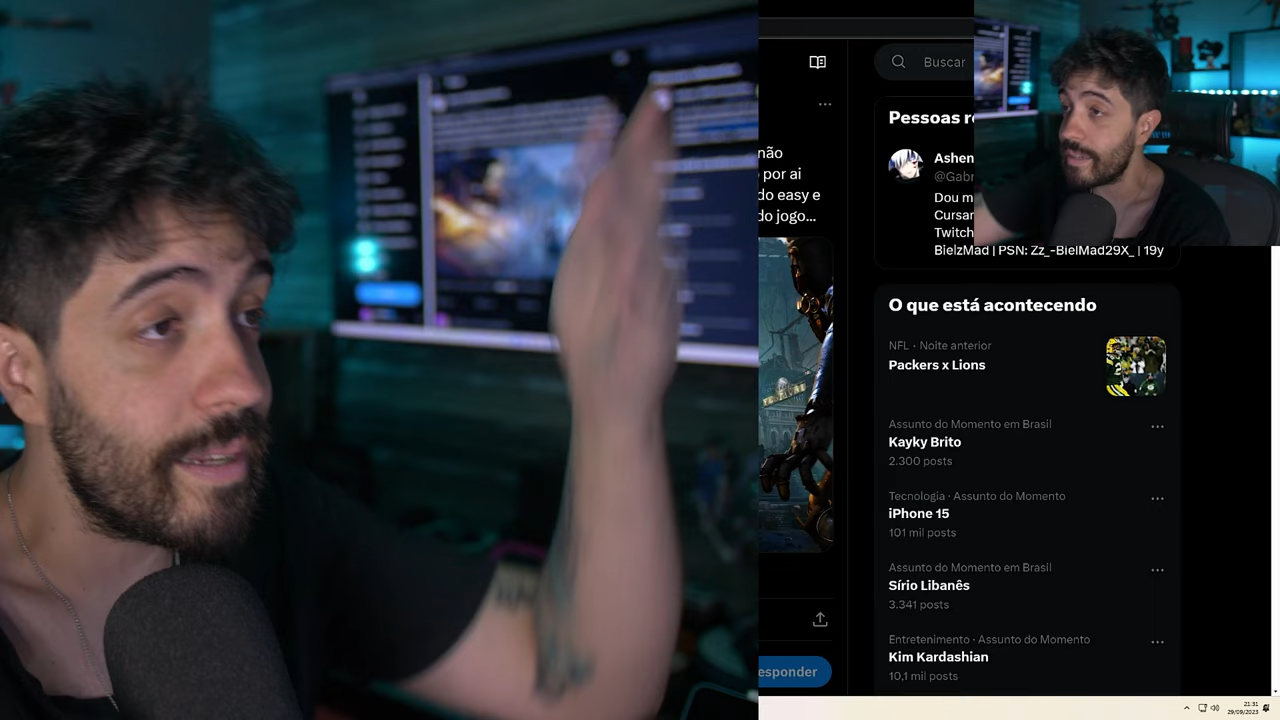 Buscar
não
por ai
do easy e
do jogo...
esponder
Pessoas re
Ashen
@Gabr
Dou m
Cursar
Twitch
BielzMad | PSN: Zz_-BielMad29X_ | 19y
O que está acontecendo
NFL · Noite anterior
Packers x Lions
Assunto do Momento em Brasil
Kayky Brito
2.300 posts
Tecnologia · Assunto do Momento
iPhone 15
101 mil posts
Assunto do Momento em Brasil
Sírio Libanês
3.341 posts
Entretenimento · Assunto do Momento
Kim Kardashian
10,1 mil posts
21:31
29/09/2023